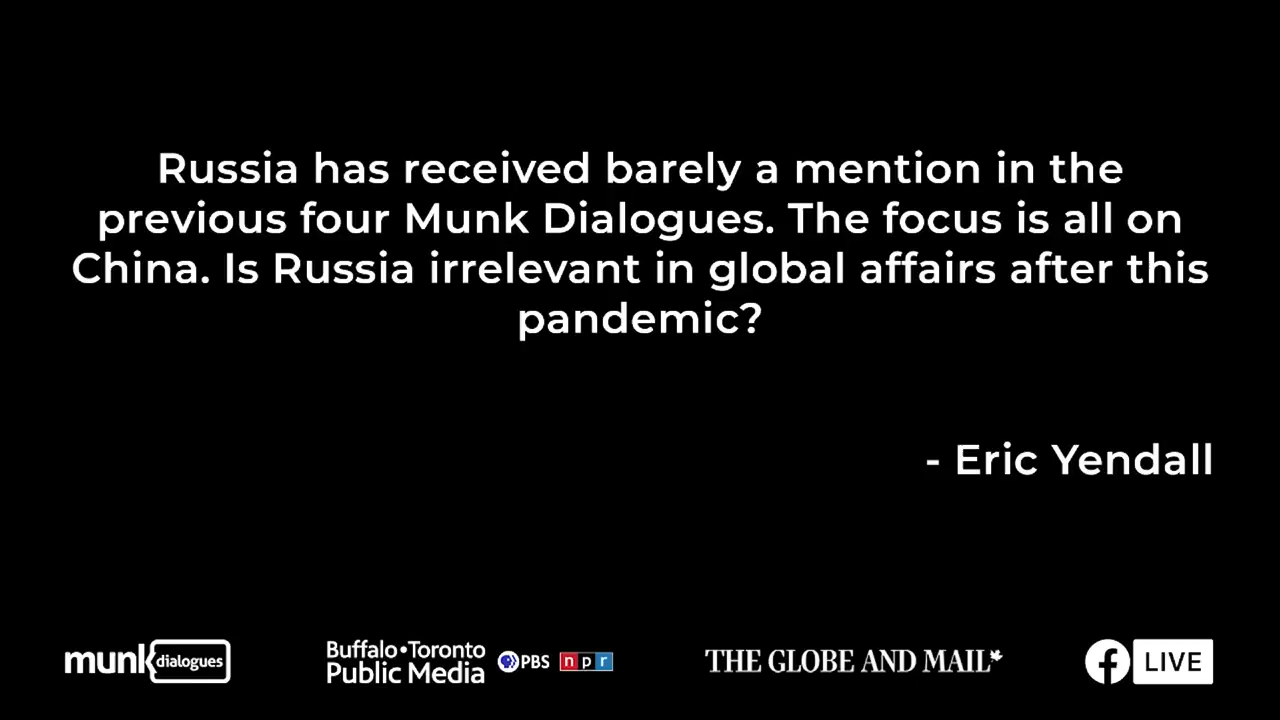 Russia has received barely a mention in the
previous four Munk Dialogues. The focus is all on
China. Is Russia irrelevant in global affairs after this
pandemic?
- Eric Yendall
munk dialogues
Buffalo•Toronto
Public Media
PBS
npr
THE GLOBE AND MAIL
LIVE